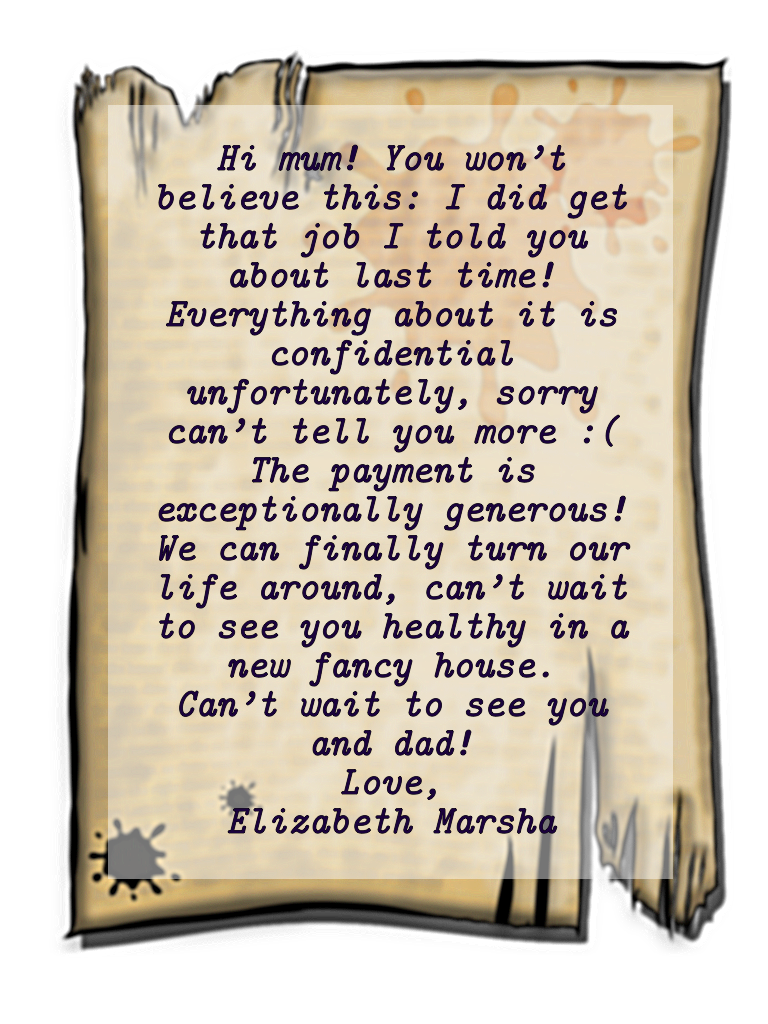 Hi mum! You won’t
believe this: I did get
that job I told you
about last time!
Everything about it is
confidential
unfortunately, sorry
can’t tell you more :(
The payment is
exceptionally generous!
We can finally turn our
life around, can’t wait
to see you healthy in a
new fancy house.
Can’t wait to see you
and dad!
Love,
Elizabeth Marsha